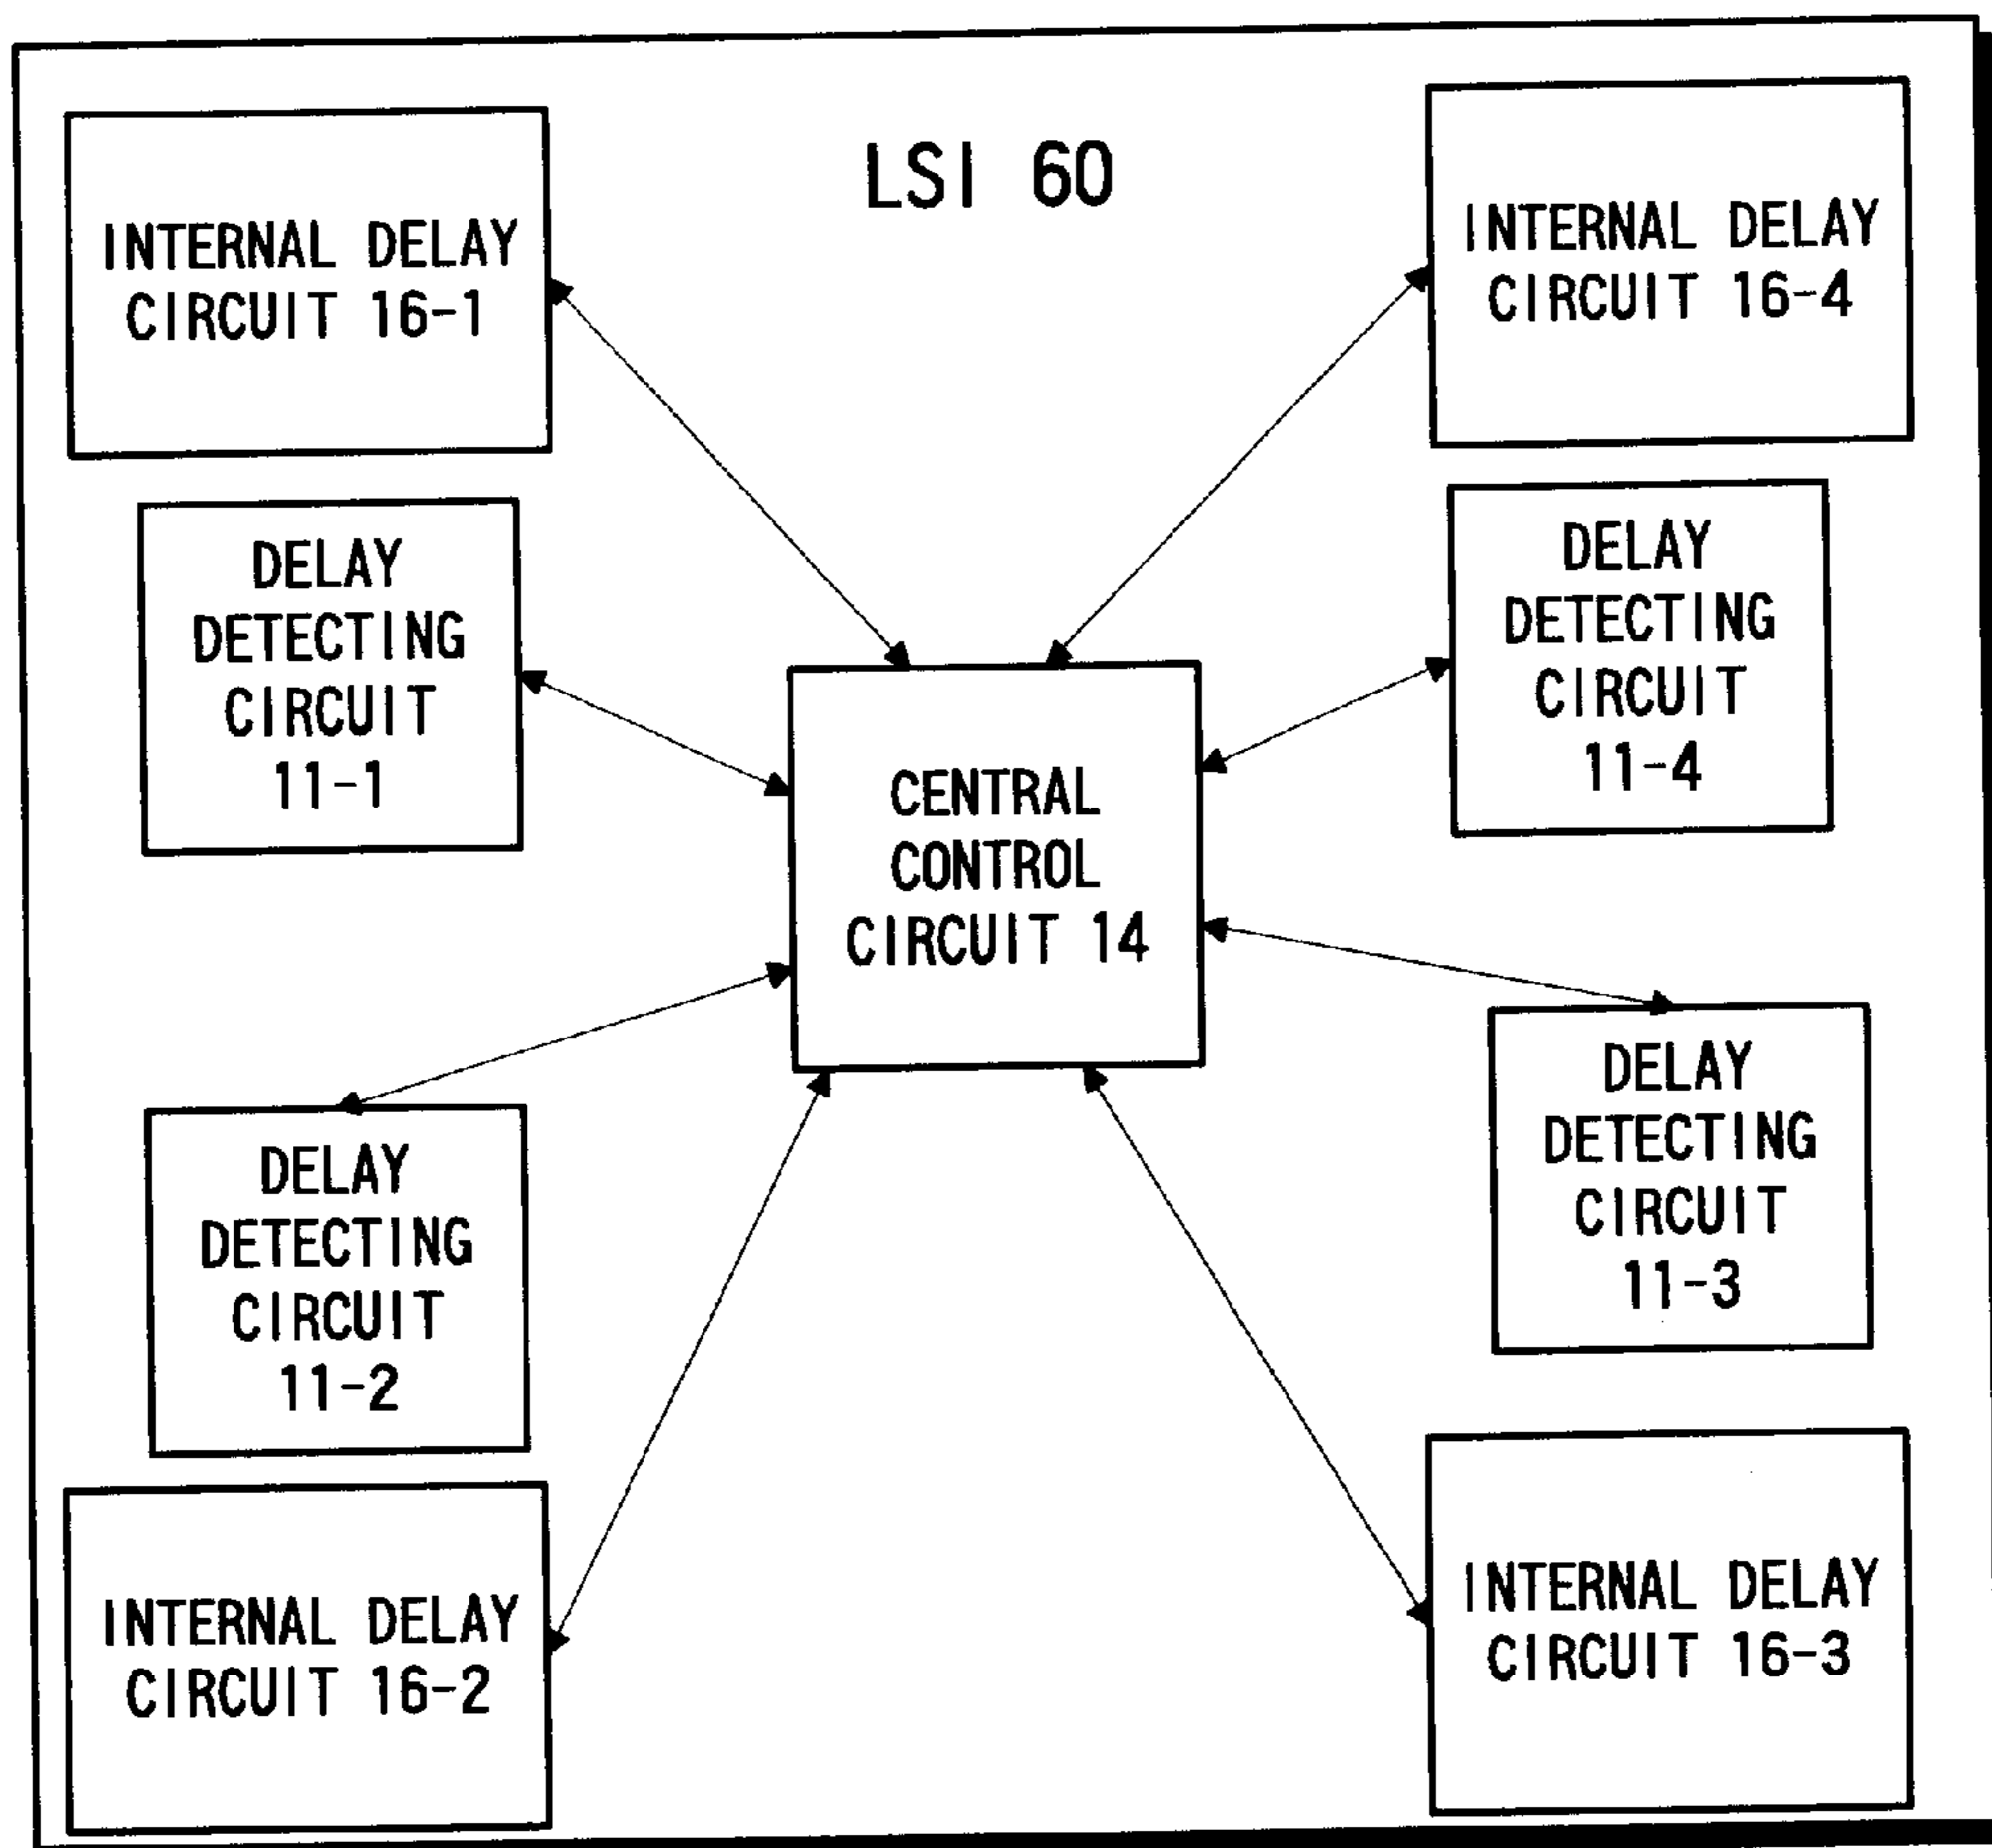 LSI 60
INTERNAL DELAY
CIRCUIT 16-1
INTERNAL DELAY
CIRCUIT 16-4
DELAY
DETECTING
CIRCUIT
11-1
DELAY
DETECTING
CIRCUIT
11-4
CENTRAL
CONTROL
CIRCUIT 14
DELAY
DETECTING
CIRCUIT
11-2
DELAY
DETECTING
CIRCUIT
11-3
INTERNAL DELAY
CIRCUIT 16-2
INTERNAL DELAY
CIRCUIT 16-3